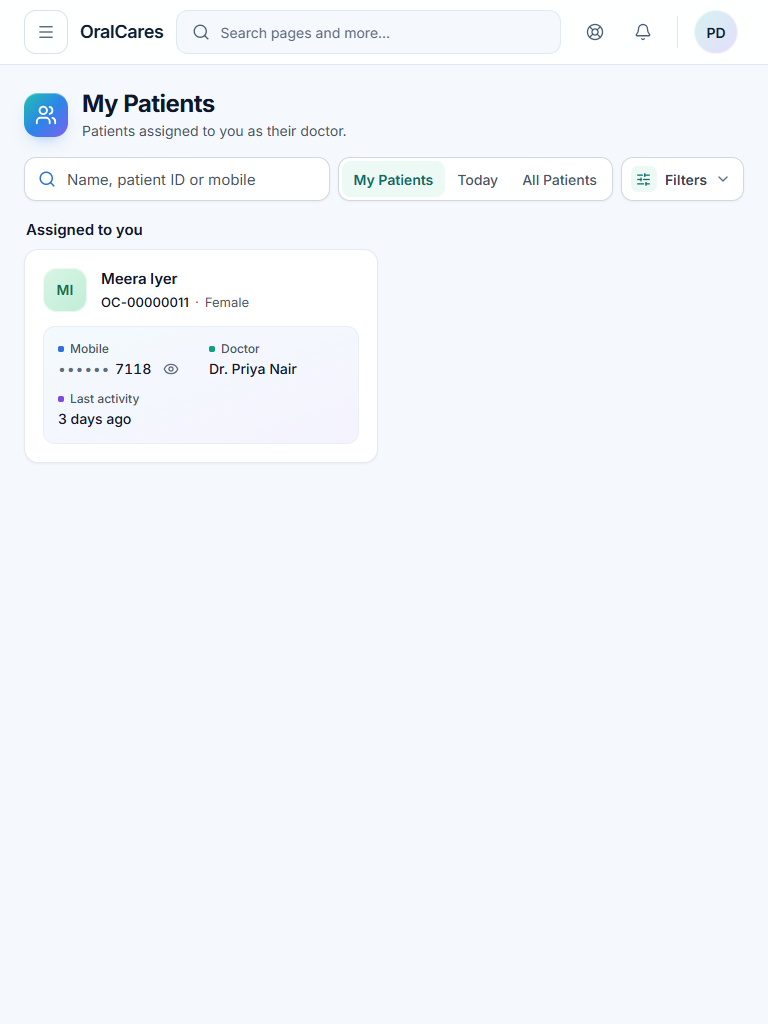 OralCares
Search pages and more...
PD
My Patients
Patients assigned to you as their doctor.
Name, patient ID or mobile
My Patients
Today
All Patients
Filters
Assigned to you
MI
Meera Iyer
OC-00000011 · Female
Mobile
•••••• 7118
Doctor
Dr. Priya Nair
Last activity
3 days ago